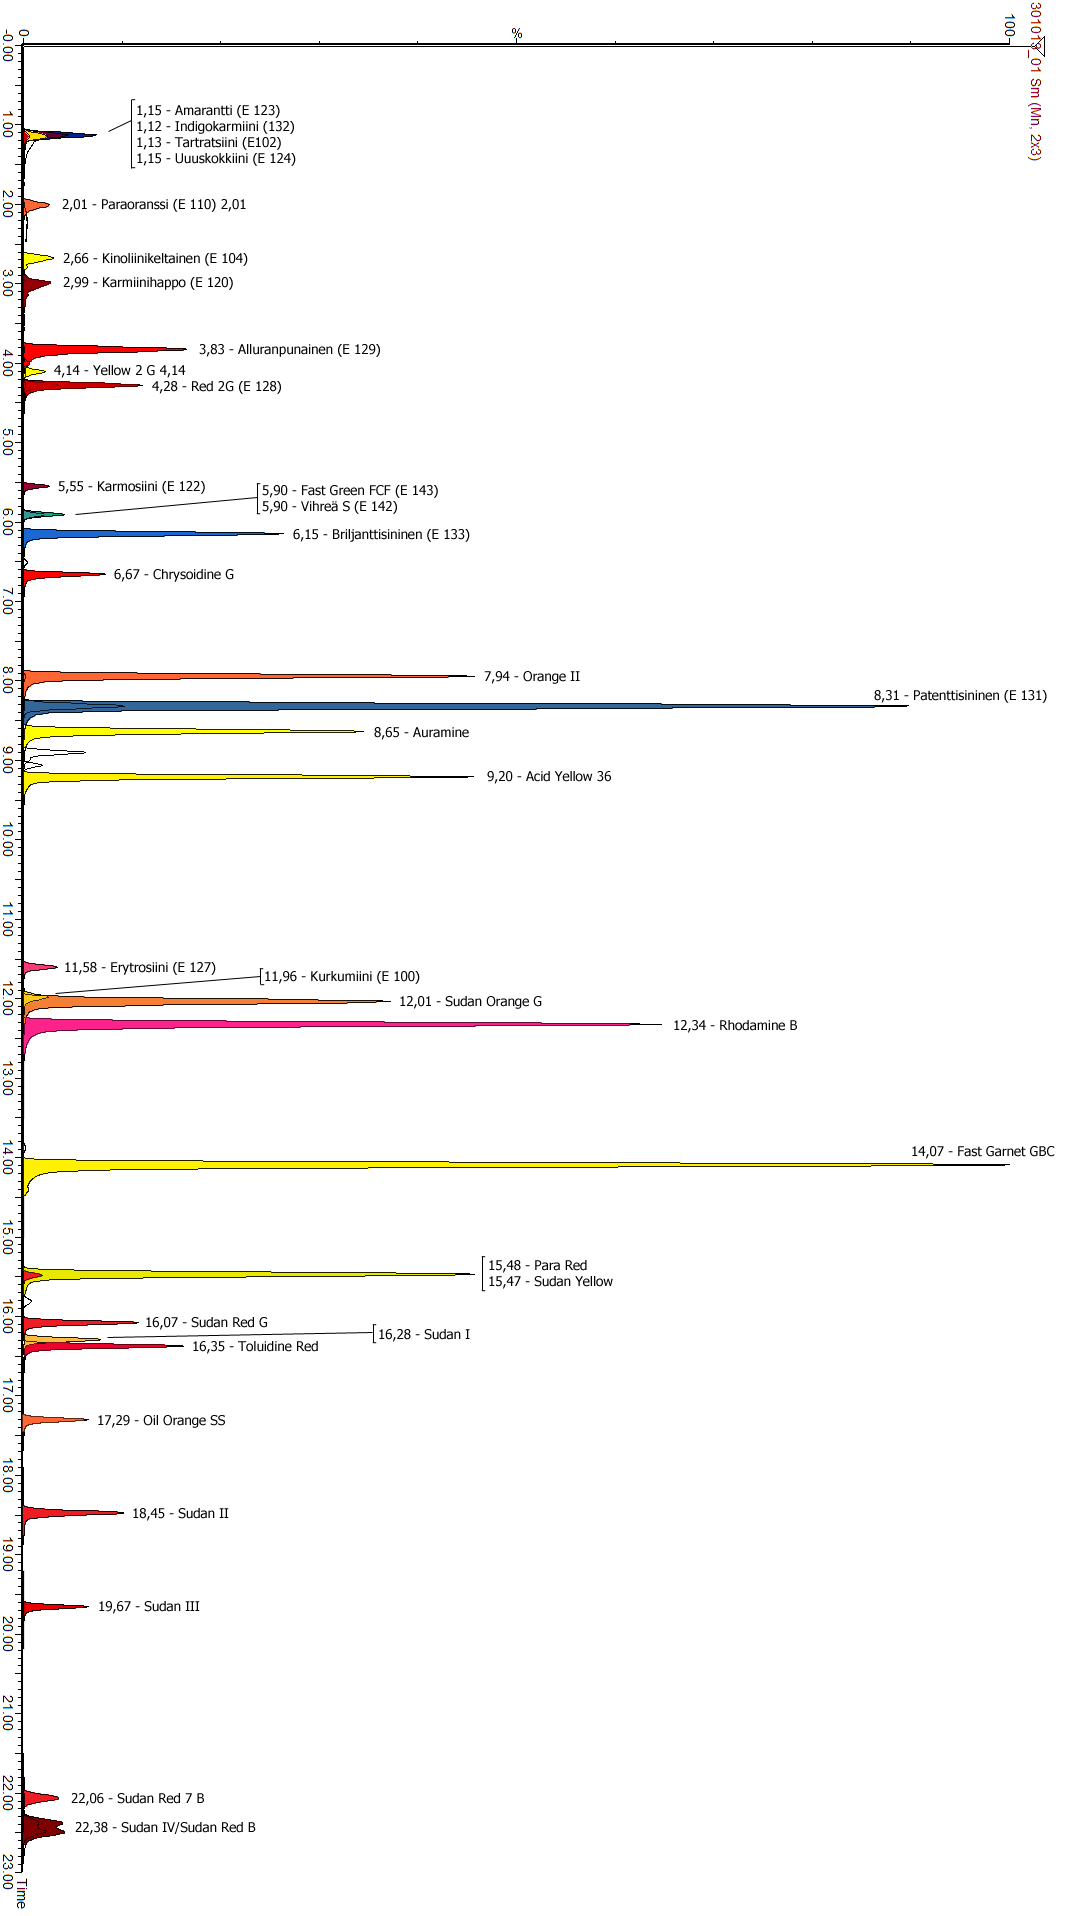 301013_01 Sm (Mn, 2x3)
0
%
100
-0.00
1.00
2.00
3.00
4.00
5.00
6.00
7.00
8.00
9.00
10.00
11.00
12.00
13.00
14.00
15.00
16.00
17.00
18.00
19.00
20.00
21.00
22.00
23.00
Time
1,15 - Amarantti (E 123)
1,12 - Indigokarmiini (132)
1,13 - Tartratsiini (E102)
1,15 - Uuuskokkiini (E 124)
2,01 - Paraoranssi (E 110) 2,01
2,66 - Kinoliinikeltainen (E 104)
2,99 - Karmiinihappo (E 120)
3,83 - Alluranpunainen (E 129)
4,14 - Yellow 2 G 4,14
4,28 - Red 2G (E 128)
5,55 - Karmosiini (E 122)
5,90 - Fast Green FCF (E 143)
5,90 - Vihreä S (E 142)
6,15 - Briljanttisininen (E 133)
6,67 - Chrysoidine G
7,94 - Orange II
8,31 - Patenttisininen (E 131)
8,65 - Auramine
9,20 - Acid Yellow 36
11,58 - Erytrosiini (E 127)
11,96 - Kurkumiini (E 100)
12,01 - Sudan Orange G
12,34 - Rhodamine B
14,07 - Fast Garnet GBC
15,48 - Para Red
15,47 - Sudan Yellow
16,07 - Sudan Red G
16,28 - Sudan I
16,35 - Toluidine Red
17,29 - Oil Orange SS
18,45 - Sudan II
19,67 - Sudan III
22,06 - Sudan Red 7 B
22,38 - Sudan IV/Sudan Red B